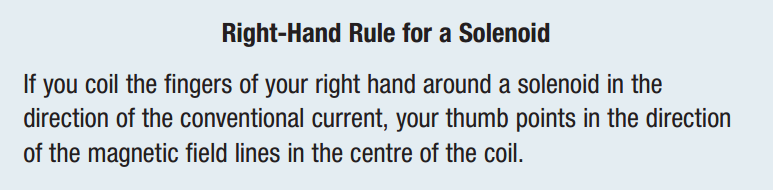 Right-Hand Rule for a Solenoid
If you coil the fingers of your right hand around a solenoid in the
direction of the conventional current, your thumb points in the direction
of the magnetic field lines in the centre of the coil.